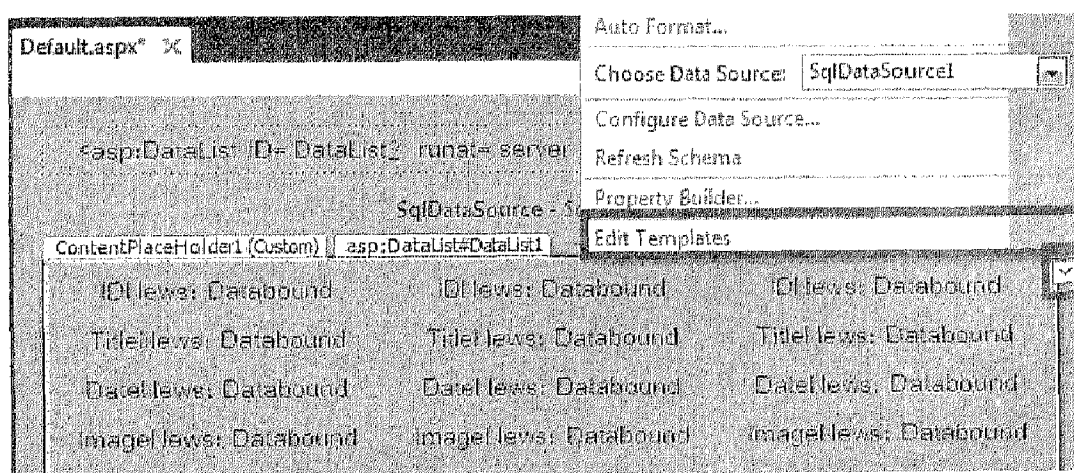 Default.aspx*
Auto Format...
Choose Data Source: SqlDataSource1
Configure Data Source...
Refresh Schema
Property Builder...
Edit Templates
<asp:DataList ID= DataList1 runat= server
SqlDataSource - S
ContentPlaceHolder1 (Custom) asp:DataList#DataList1
IDNews: Databound IDNews: Databound IDNews: Databound
TitleNews: Databound TitleNews: Databound TitleNews: Databound
DateNews: Databound DateNews: Databound DateNews: Databound
ImageNews: Databound ImageNews: Databound ImageNews: Databound